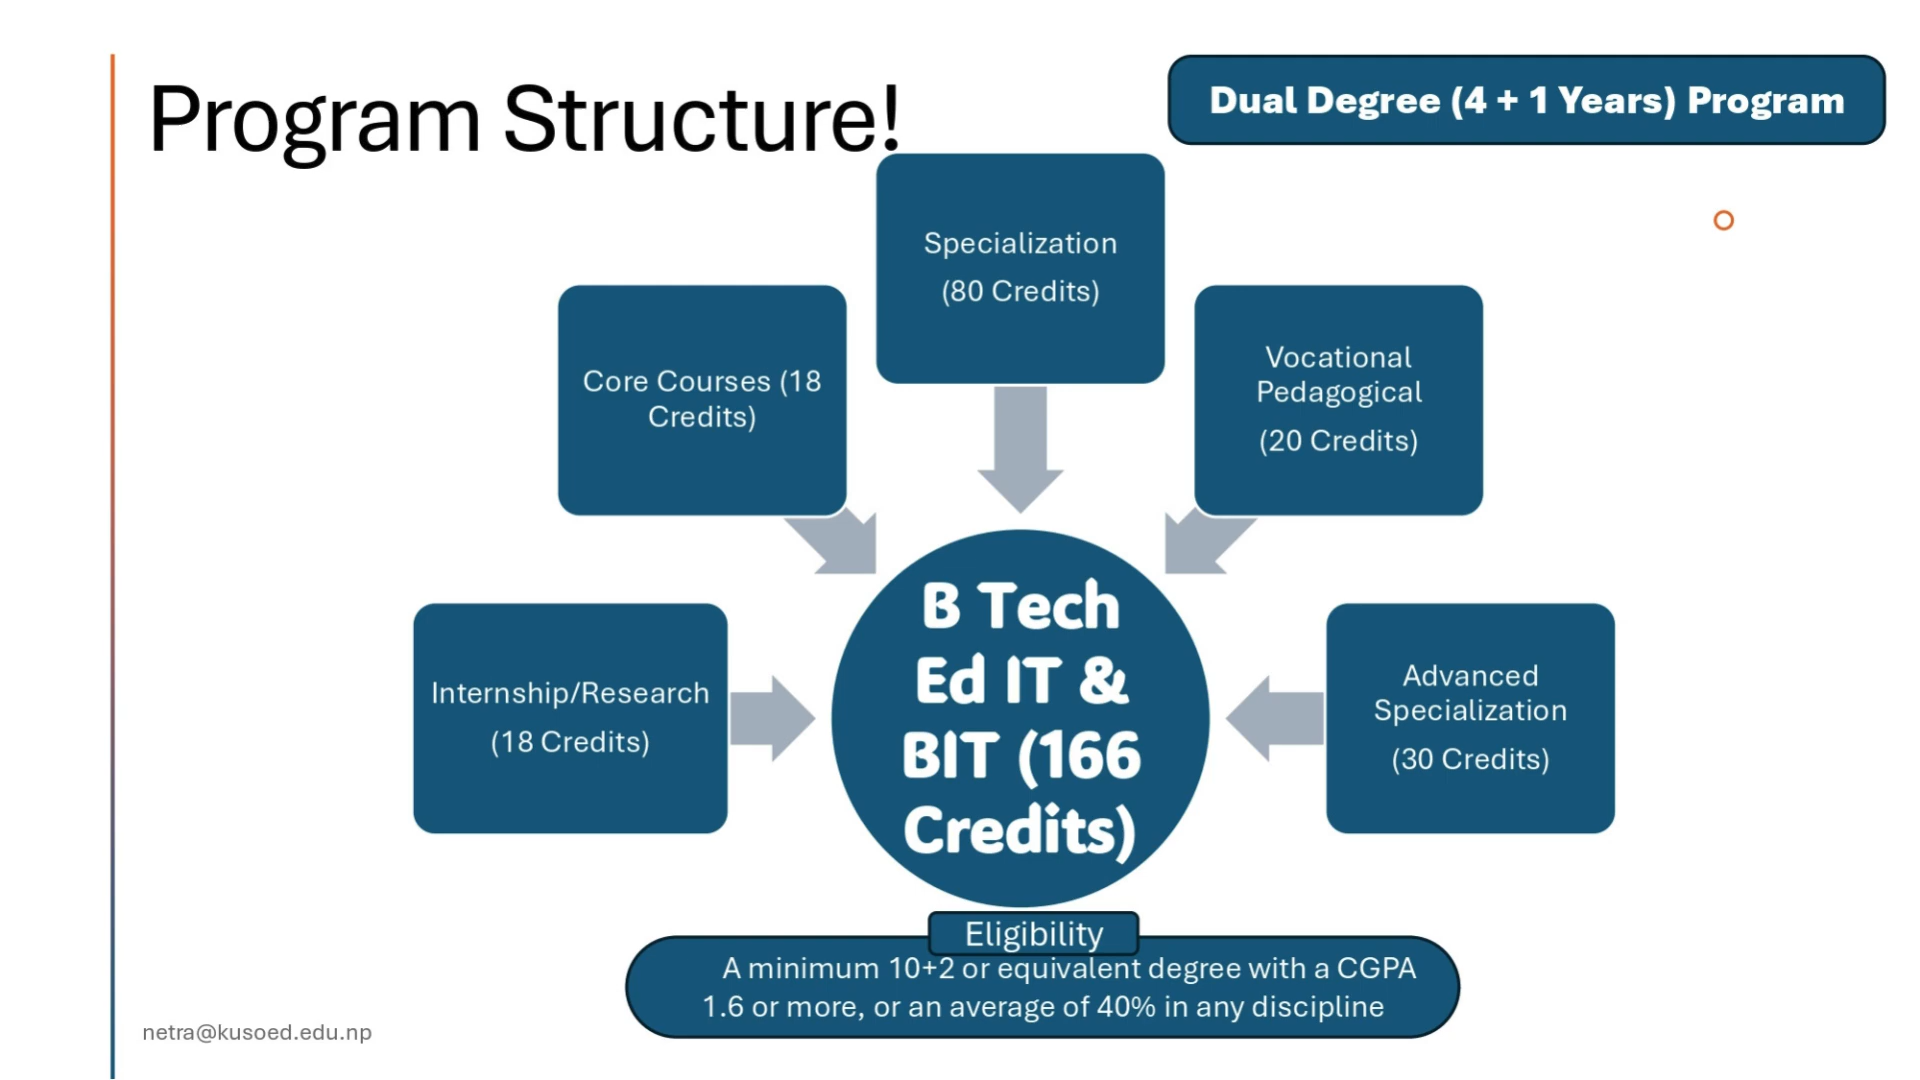 Program Structure!
Dual Degree (4 + 1 Years) Program
Specialization
(80 Credits)
Core Courses (18
Credits)
Vocational
Pedagogical
(20 Credits)
Internship/Research
(18 Credits)
B Tech
Ed IT &
BIT (166
Credits)
Advanced
Specialization
(30 Credits)
Eligibility
A minimum 10+2 or equivalent degree with a CGPA
1.6 or more, or an average of 40% in any discipline
netra@kusoed.edu.np